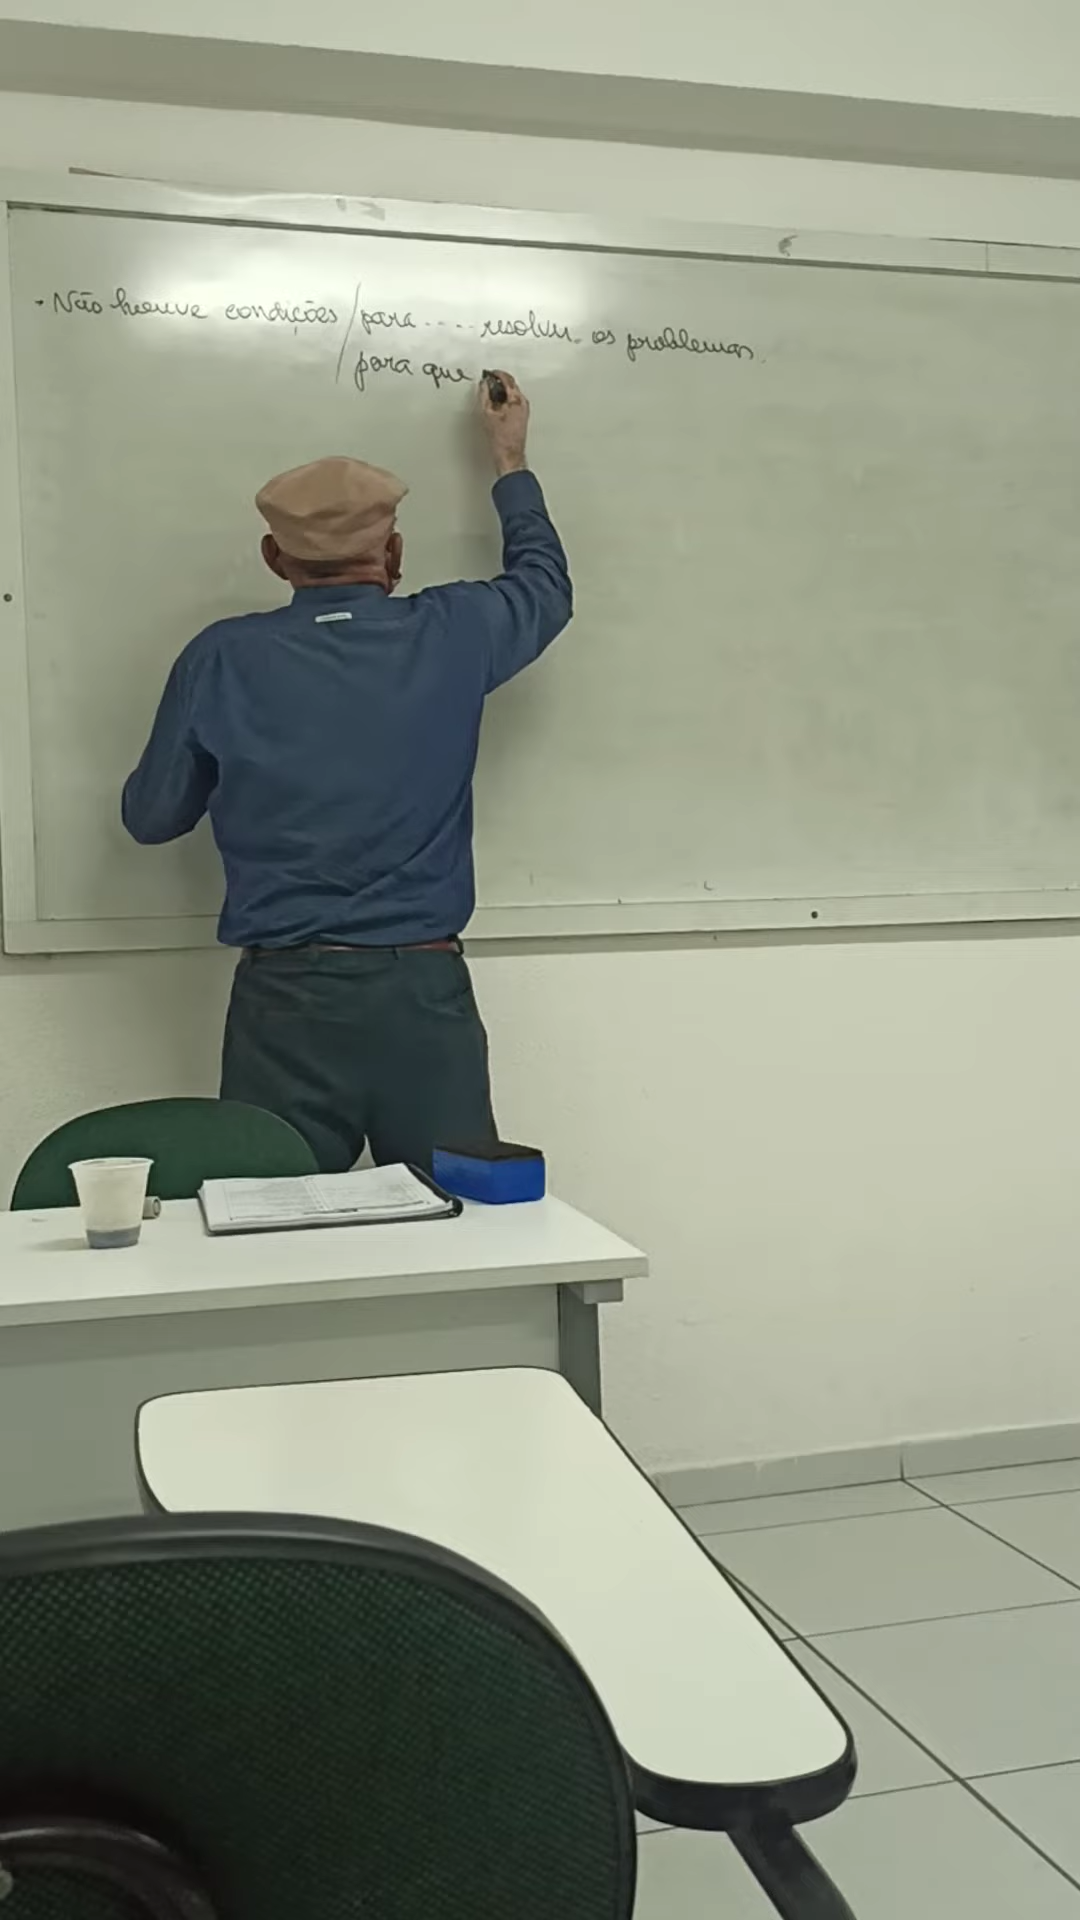 · Não houve condições / para .... resolver os problemas.
/ para que